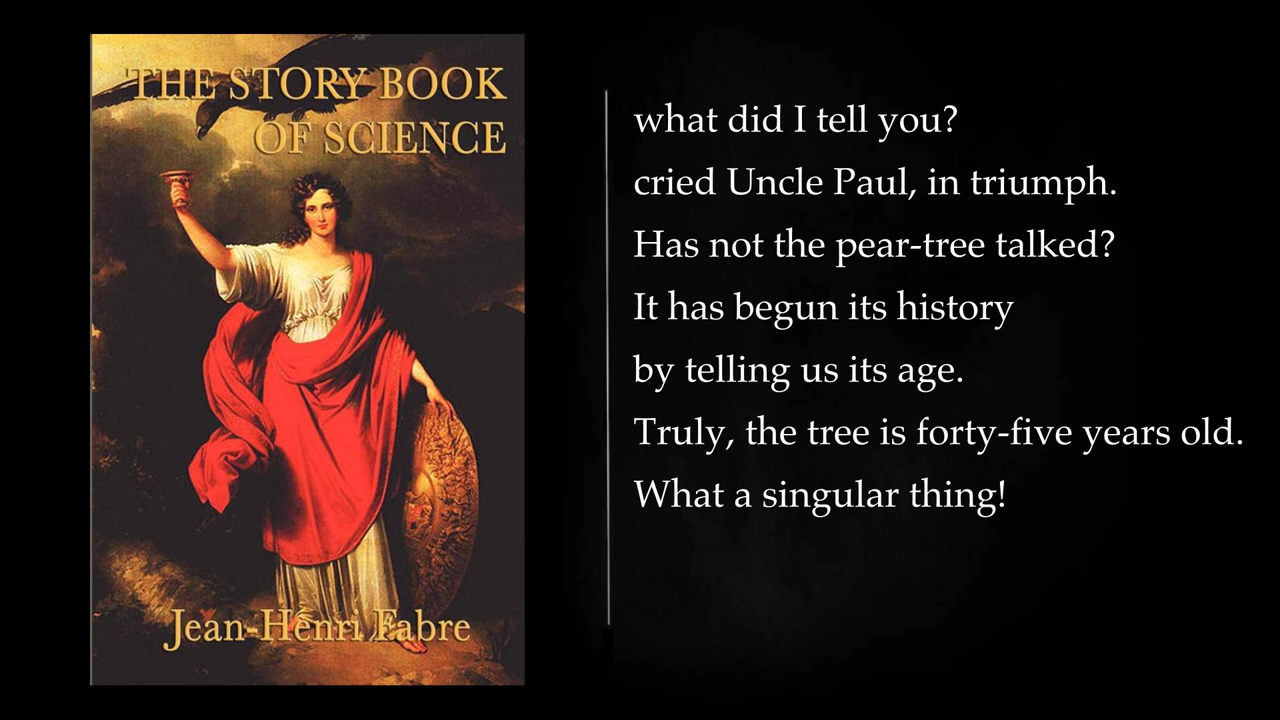 THE STORY BOOK
OF SCIENCE
Jean-Henri Fabre
what did I tell you?
cried Uncle Paul, in triumph.
Has not the pear-tree talked?
It has begun its history
by telling us its age.
Truly, the tree is forty-five years old.
What a singular thing!